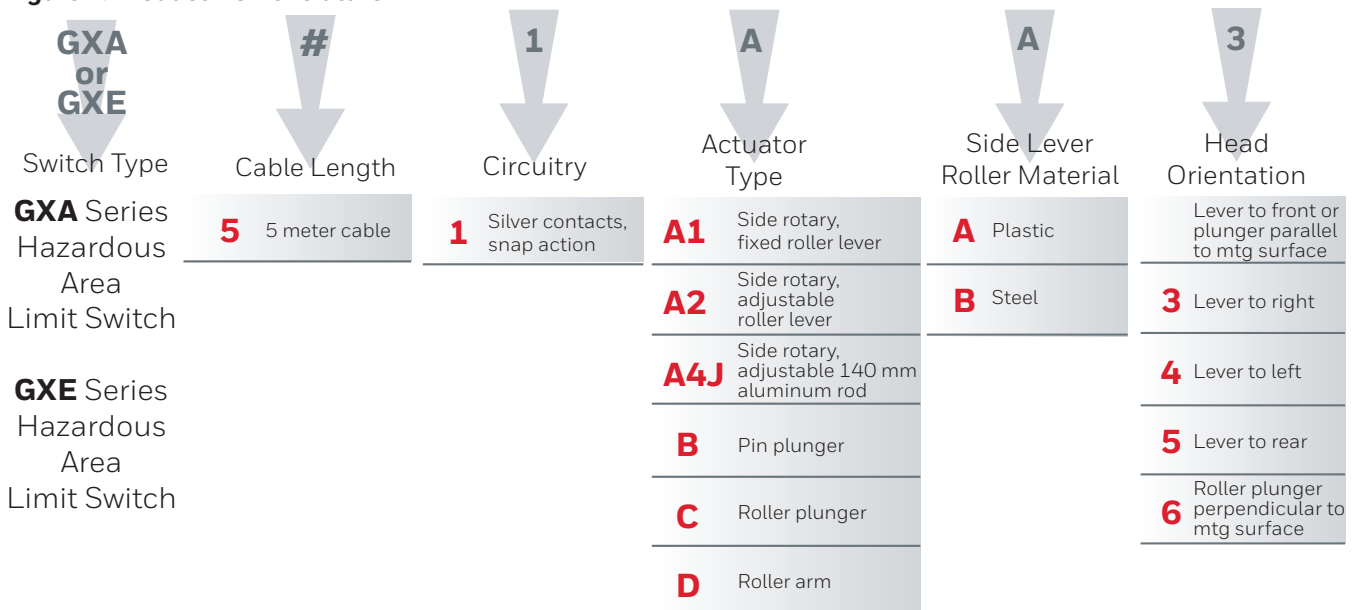 GXA
or
GXE
#
1
A
A
3
Switch Type
Cable Length
Circuitry
Actuator
Type
Side Lever
Roller Material
Head
Orientation
GXA Series
Hazardous
Area
Limit Switch
GXE Series
Hazardous
Area
Limit Switch
5 5 meter cable
1 Silver contacts,
snap action
A1 Side rotary,
fixed roller lever
A2 Side rotary,
adjustable
roller lever
A4J Side rotary,
adjustable 140 mm
aluminum rod
B Pin plunger
C Roller plunger
D Roller arm
A Plastic
B Steel
Lever to front or
plunger parallel
to mtg surface
3 Lever to right
4 Lever to left
5 Lever to rear
6 Roller plunger
perpendicular to
mtg surface